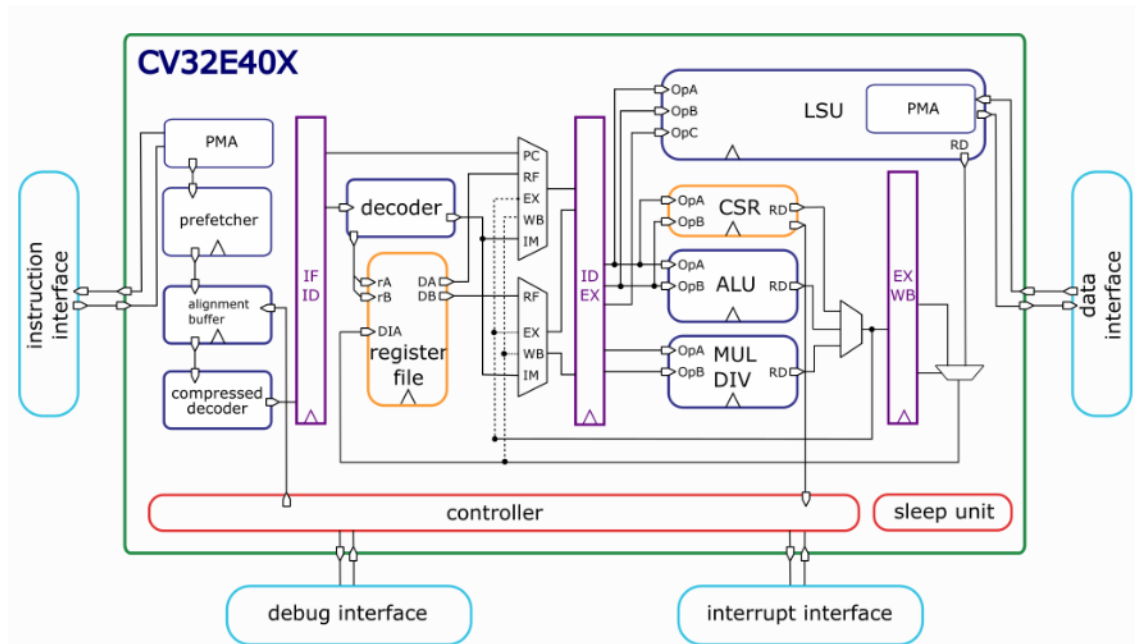 CV32E40X
instruction
interface
PMA
prefetcher
alignment
buffer
compressed
decoder
IF
ID
decoder
rA
rB
DIA
DA
DB
register
file
PC
RF
EX
WB
IM
RF
EX
WB
IM
ID
EX
OpA
OpB
OpC
LSU
PMA
RD
OpA
OpB
CSR
RD
OpA
OpB
ALU
RD
OpA
OpB
MUL
DIV
RD
EX
WB
data
interface
controller
sleep unit
debug interface
interrupt interface